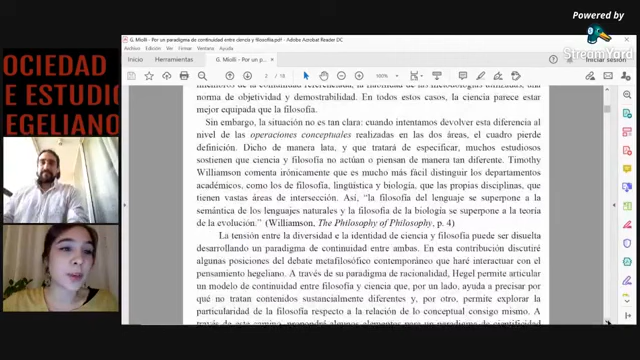 Powered by
StreamYard
G. Miolli - Por un paradigma de continuidad entre ciencia y filosofía.pdf - Adobe Acrobat Reader DC
Archivo Edición Ver Firmar Ventana Ayuda
Inicio Herramientas G. Miolli - Por un p... × Iniciar sesión
2 / 18
SOCIEDAD
DE ESTUDIO
HEGELIANO
una norma de objetividad y demostrabilidad. En todos estos casos, la ciencia parece estar
mejor equipada que la filosofía.
Sin embargo, la situación no es tan clara: cuando intentamos devolver esta diferencia al
nivel de las operaciones conceptuales realizadas en las dos áreas, el cuadro pierde
definición. Dicho de manera lata, y que trataré de especificar, muchos estudiosos
sostienen que ciencia y filosofía no actúan o piensan de manera tan diferente. Timothy
Williamson comenta irónicamente que es mucho más fácil distinguir los departamentos
académicos, como los de filosofía, lingüística y biología, que las propias disciplinas, que
tienen vastas áreas de intersección. Así, “la filosofía del lenguaje se superpone a la
semántica de los lenguajes naturales y la filosofía de la biología se superpone a la teoría
de la evolución.” (Williamson, The Philosophy of Philosophy, p. 4)
La tensión entre la diversidad e la identidad de ciencia y filosofía puede ser disuelta
desarrollando un paradigma de continuidad entre ambas. En esta contribución discutiré
algunas posiciones del debate metafilosófico contemporáneo que haré interactuar con el
pensamiento hegeliano. A través de su paradigma de racionalidad, Hegel permite articular
un modelo de continuidad entre filosofía y ciencia que, por un lado, ayuda a precisar por
qué no tratan contenidos sustancialmente diferentes y, por otro, permite explorar la
particularidad de la filosofía respecto a la relación de lo conceptual consigo mismo. A